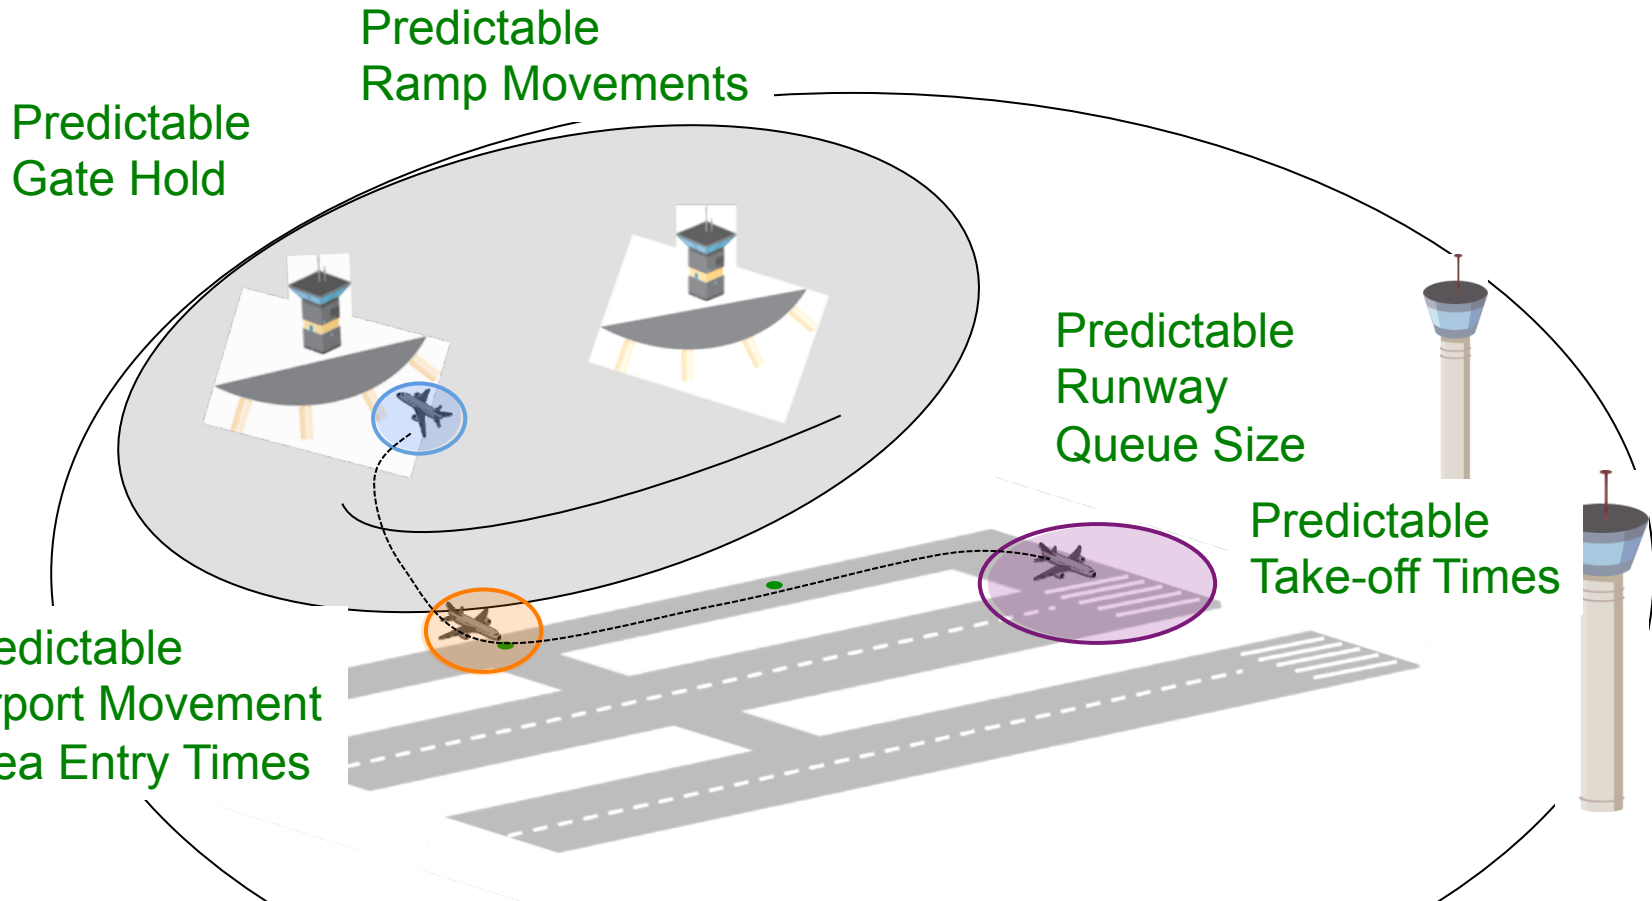 Predictable
Ramp Movements
Predictable
Gate Hold
Predictable
Runway
Queue Size
Predictable
Take-off Times
edictable
rport Movement
ea Entry Times